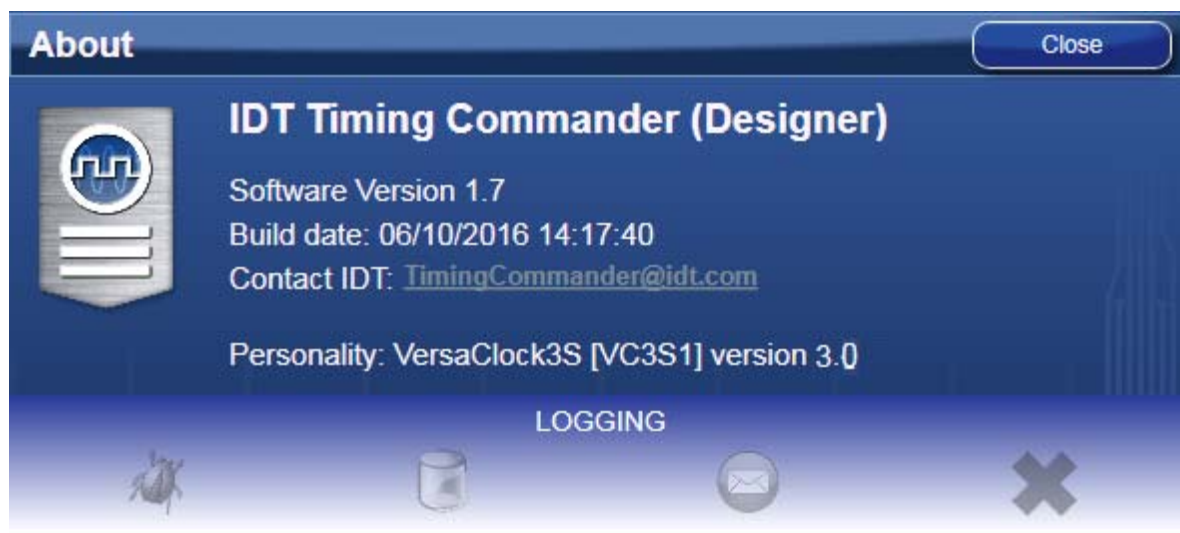 About
Close
IDT Timing Commander (Designer)
Software Version 1.7
Build date: 06/10/2016 14:17:40
Contact IDT: TimingCommander@idt.com
Personality: VersaClock3S [VC3S1] version 3.0
LOGGING